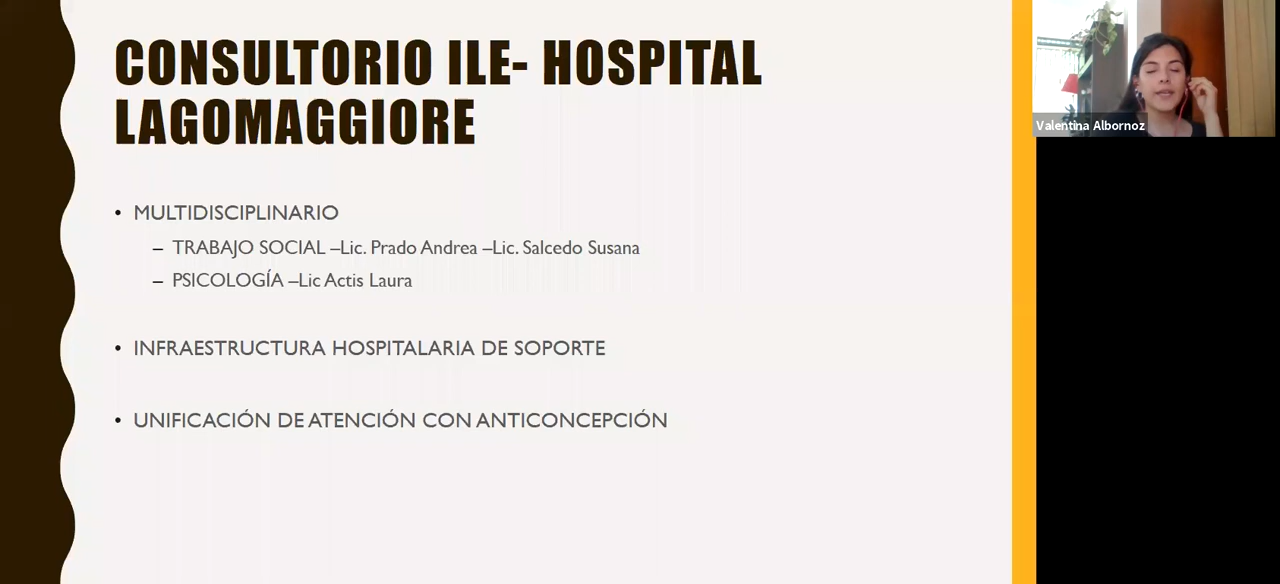 CONSULTORIO ILE- HOSPITAL
LAGOMAGGIORE
• MULTIDISCIPLINARIO
– TRABAJO SOCIAL –Lic. Prado Andrea –Lic. Salcedo Susana
– PSICOLOGÍA –Lic Actis Laura
• INFRAESTRUCTURA HOSPITALARIA DE SOPORTE
• UNIFICACIÓN DE ATENCIÓN CON ANTICONCEPCIÓN
Valentina Albornoz